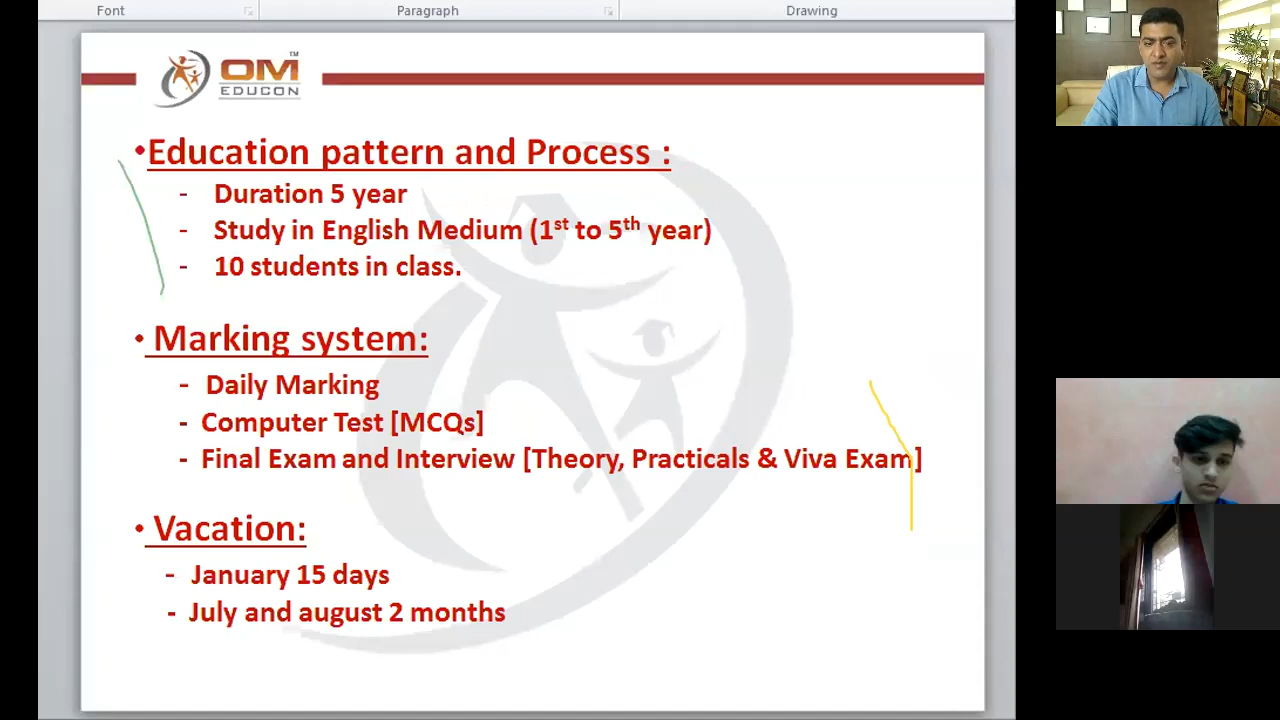 Font Paragraph Drawing
OM TM
EDUCON
•Education pattern and Process :
- Duration 5 year
- Study in English Medium (1st to 5th year)
- 10 students in class.
• Marking system:
- Daily Marking
- Computer Test [MCQs]
- Final Exam and Interview [Theory, Practicals & Viva Exam]
• Vacation:
- January 15 days
- July and august 2 months